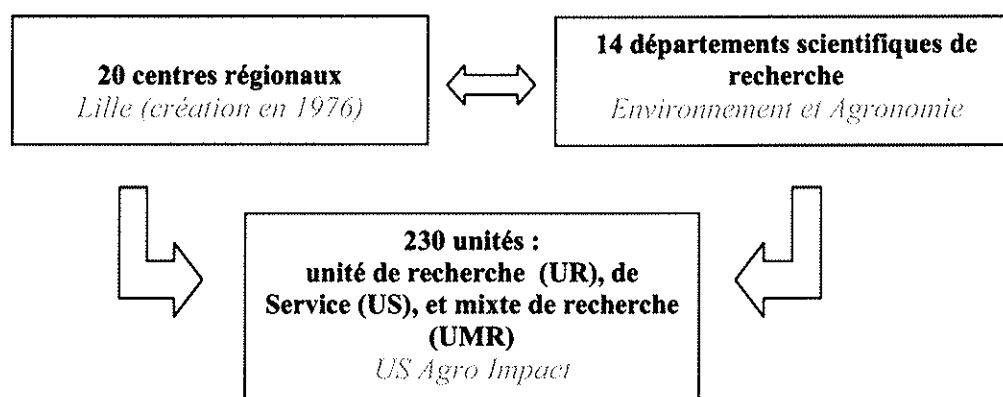 20 centres régionaux
Lille (création en 1976)
14 départements scientifiques de
recherche
Environnement et Agronomie
230 unités :
unité de recherche (UR), de
Service (US), et mixte de recherche
(UMR)
US Agro Impact